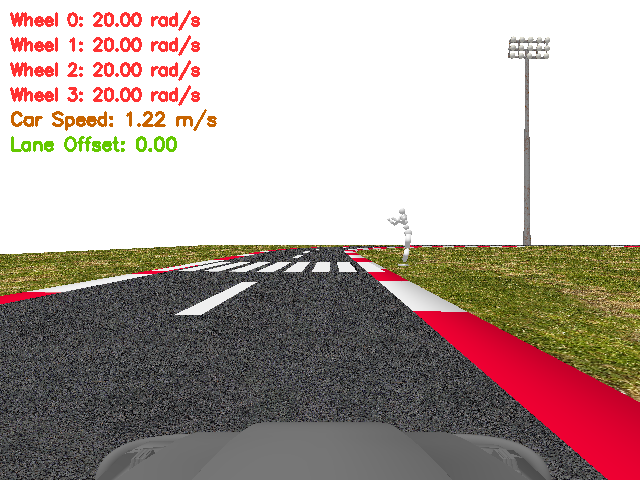 Wheel 0: 20.00 rad/s
Wheel 1: 20.00 rad/s
Wheel 2: 20.00 rad/s
Wheel 3: 20.00 rad/s
Car Speed: 1.22 m/s
Lane Offset: 0.00